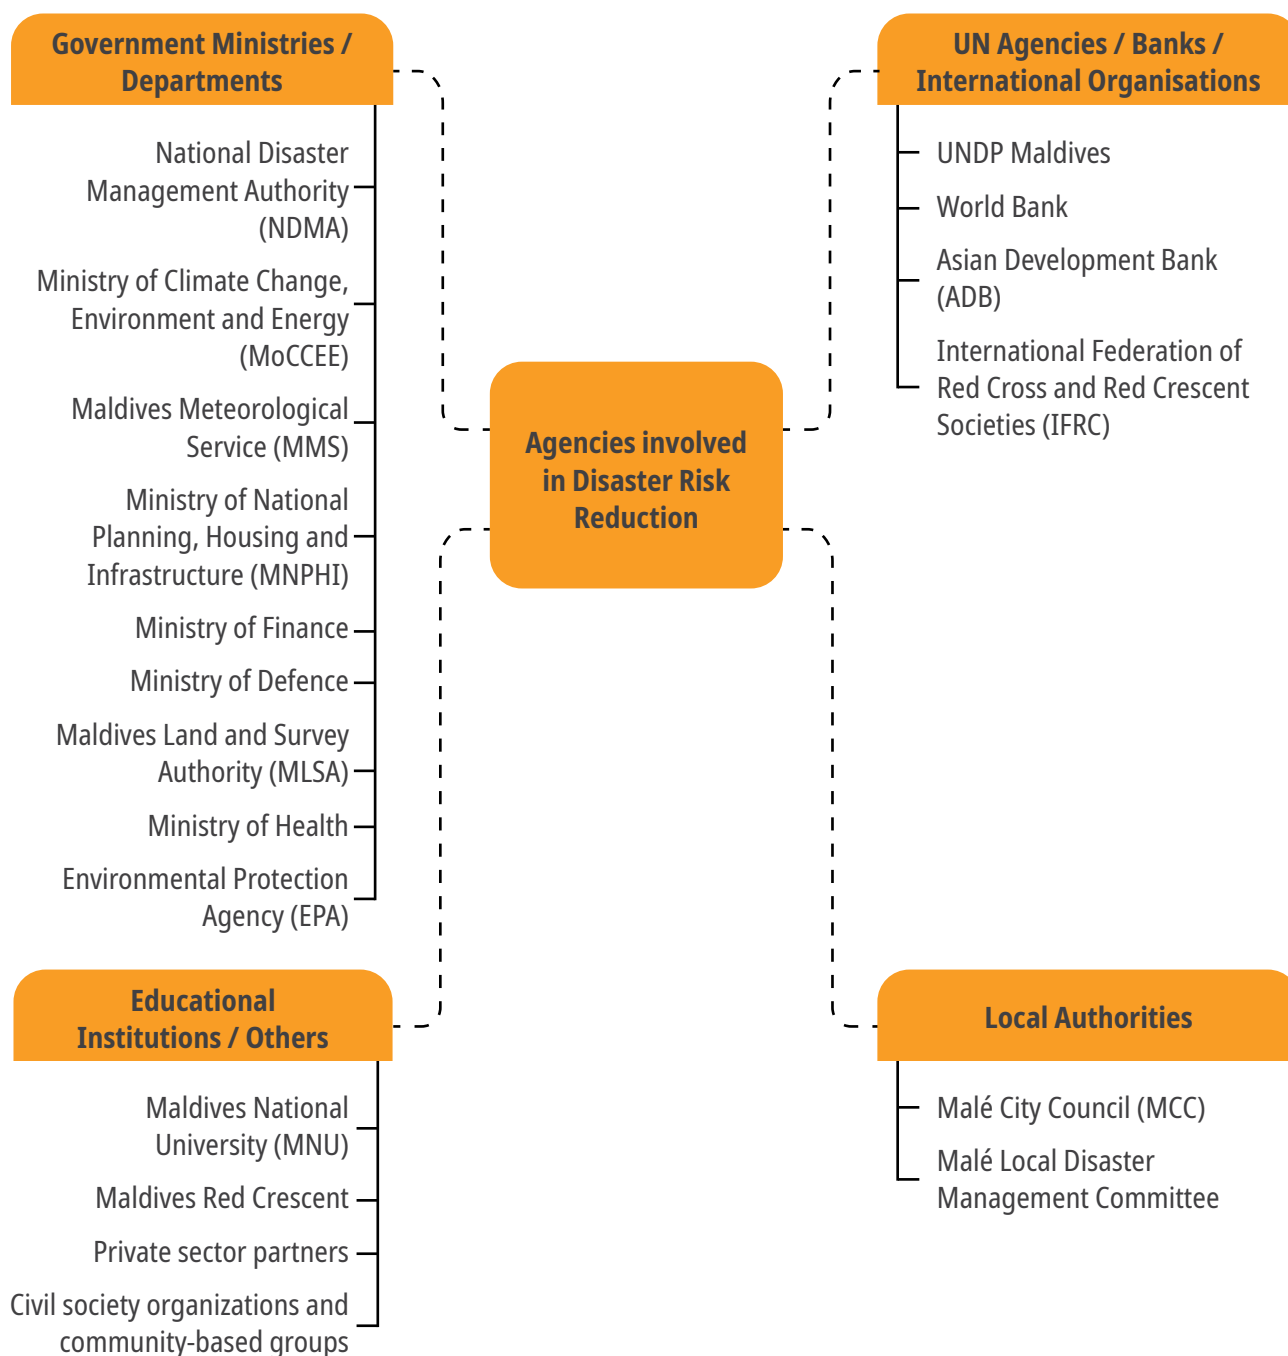 Government Ministries /
Departments
National Disaster
Management Authority
(NDMA)
Ministry of Climate Change,
Environment and Energy
(MoCCEE)
Maldives Meteorological
Service (MMS)
Ministry of National
Planning, Housing and
Infrastructure (MNPHI)
Ministry of Finance
Ministry of Defence
Maldives Land and Survey
Authority (MLSA)
Ministry of Health
Environmental Protection
Agency (EPA)
UN Agencies / Banks /
International Organisations
UNDP Maldives
World Bank
Asian Development Bank
(ADB)
International Federation of
Red Cross and Red Crescent
Societies (IFRC)
Agencies involved
in Disaster Risk
Reduction
Educational
Institutions / Others
Maldives National
University (MNU)
Maldives Red Crescent
Private sector partners
Civil society organizations and
community-based groups
Local Authorities
Malé City Council (MCC)
Malé Local Disaster
Management Committee